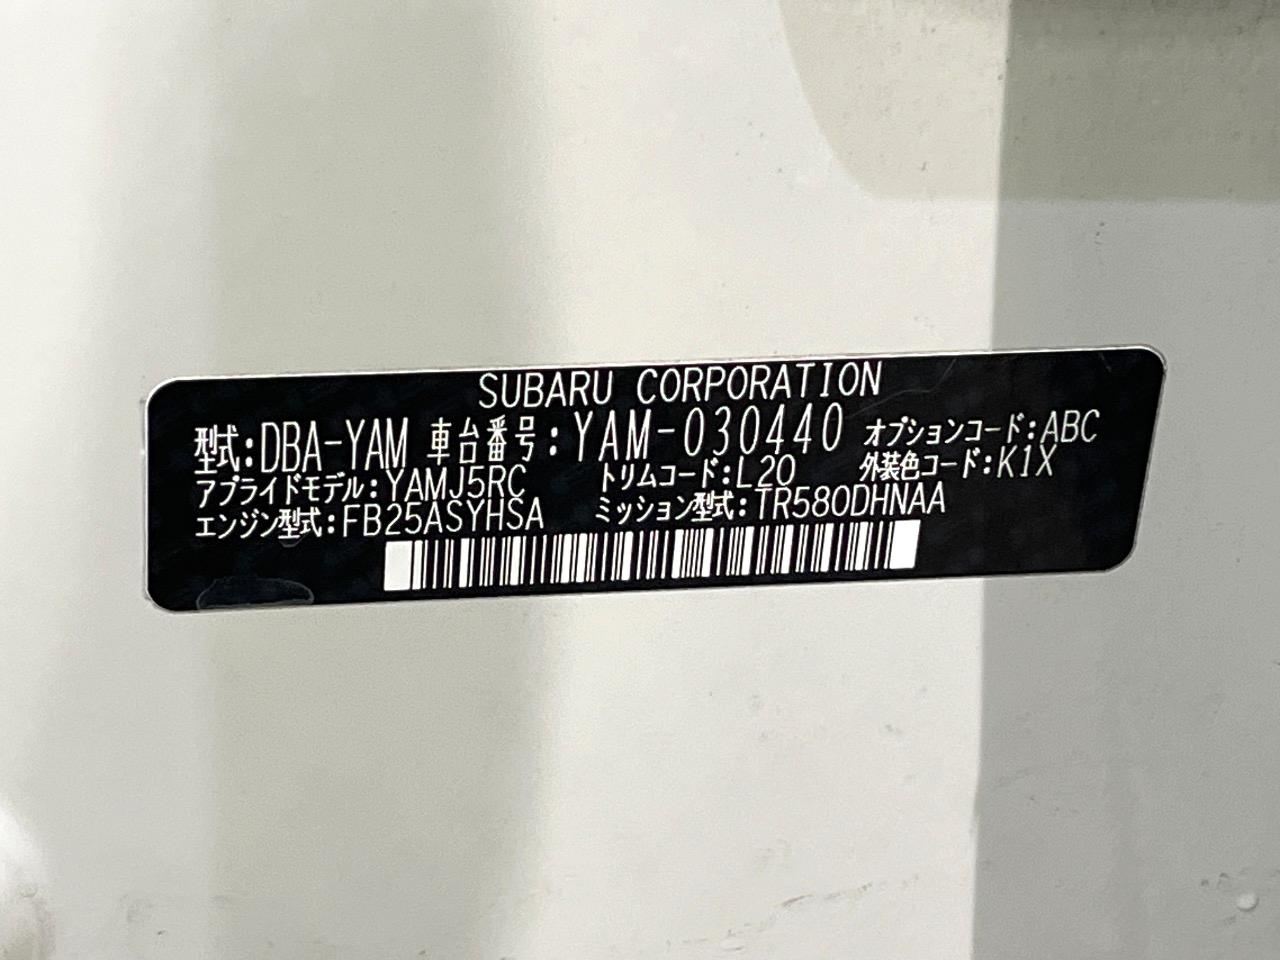 SUBARU CORPORATION
型式:DBA-YAM 車台番号:YAM-030440 オプションコード:ABC
アプライドモデル:YAMJ5RC トリムコード:L20 外装色コード:K1X
エンジン型式:FB25ASYHSA ミッション型式:TR580DHNAA